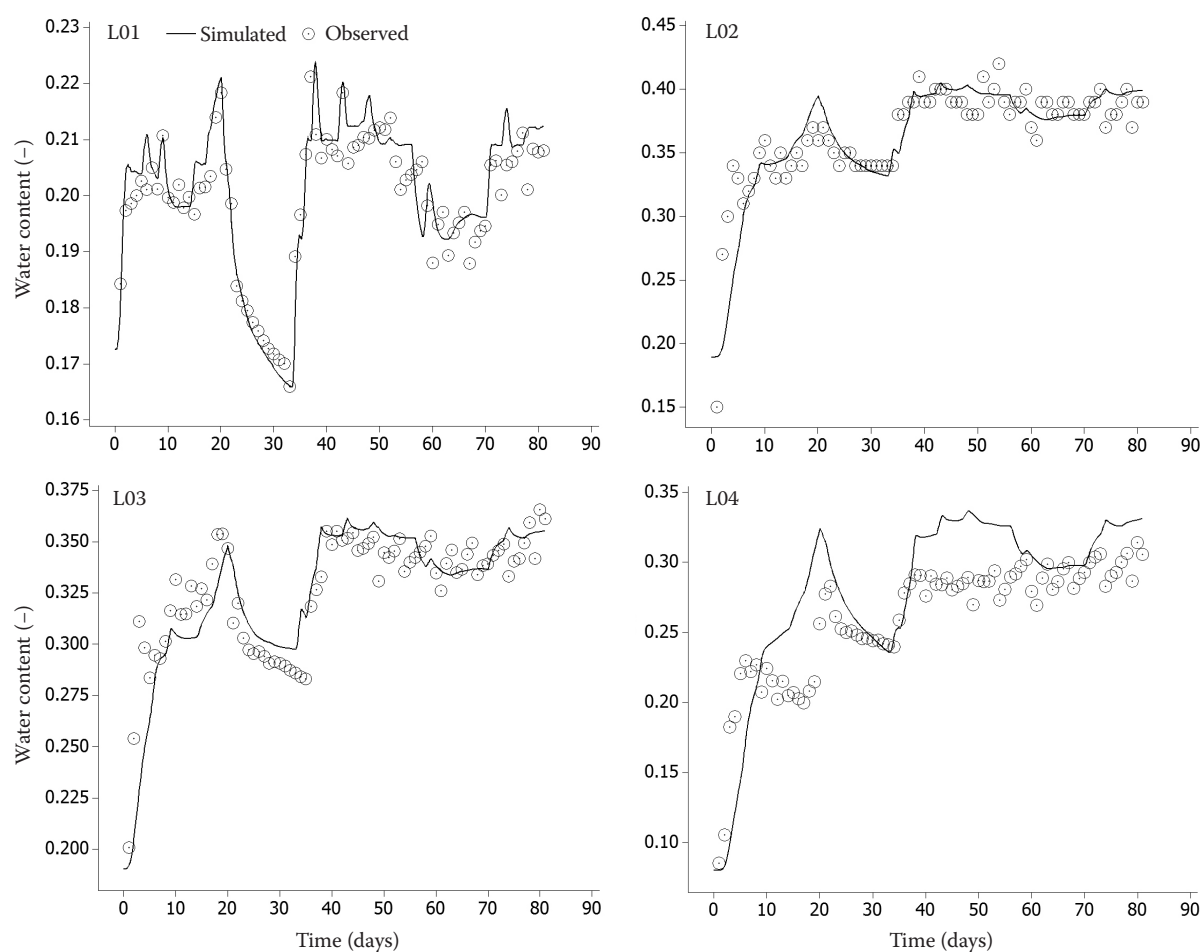 L01 Simulated Observed
Water content (−)
0.23
0.22
0.21
0.20
0.19
0.18
0.17
0.16
0 10 20 30 40 50 60 70 80 90
L02
0.45
0.40
0.35
0.30
0.25
0.20
0.15
0 10 20 30 40 50 60 70 80 90
L03
Water content (−)
0.375
0.350
0.325
0.300
0.275
0.250
0.225
0.200
0 10 20 30 40 50 60 70 80 90
Time (days)
L04
0.35
0.30
0.25
0.20
0.15
0.10
0 10 20 30 40 50 60 70 80 90
Time (days)